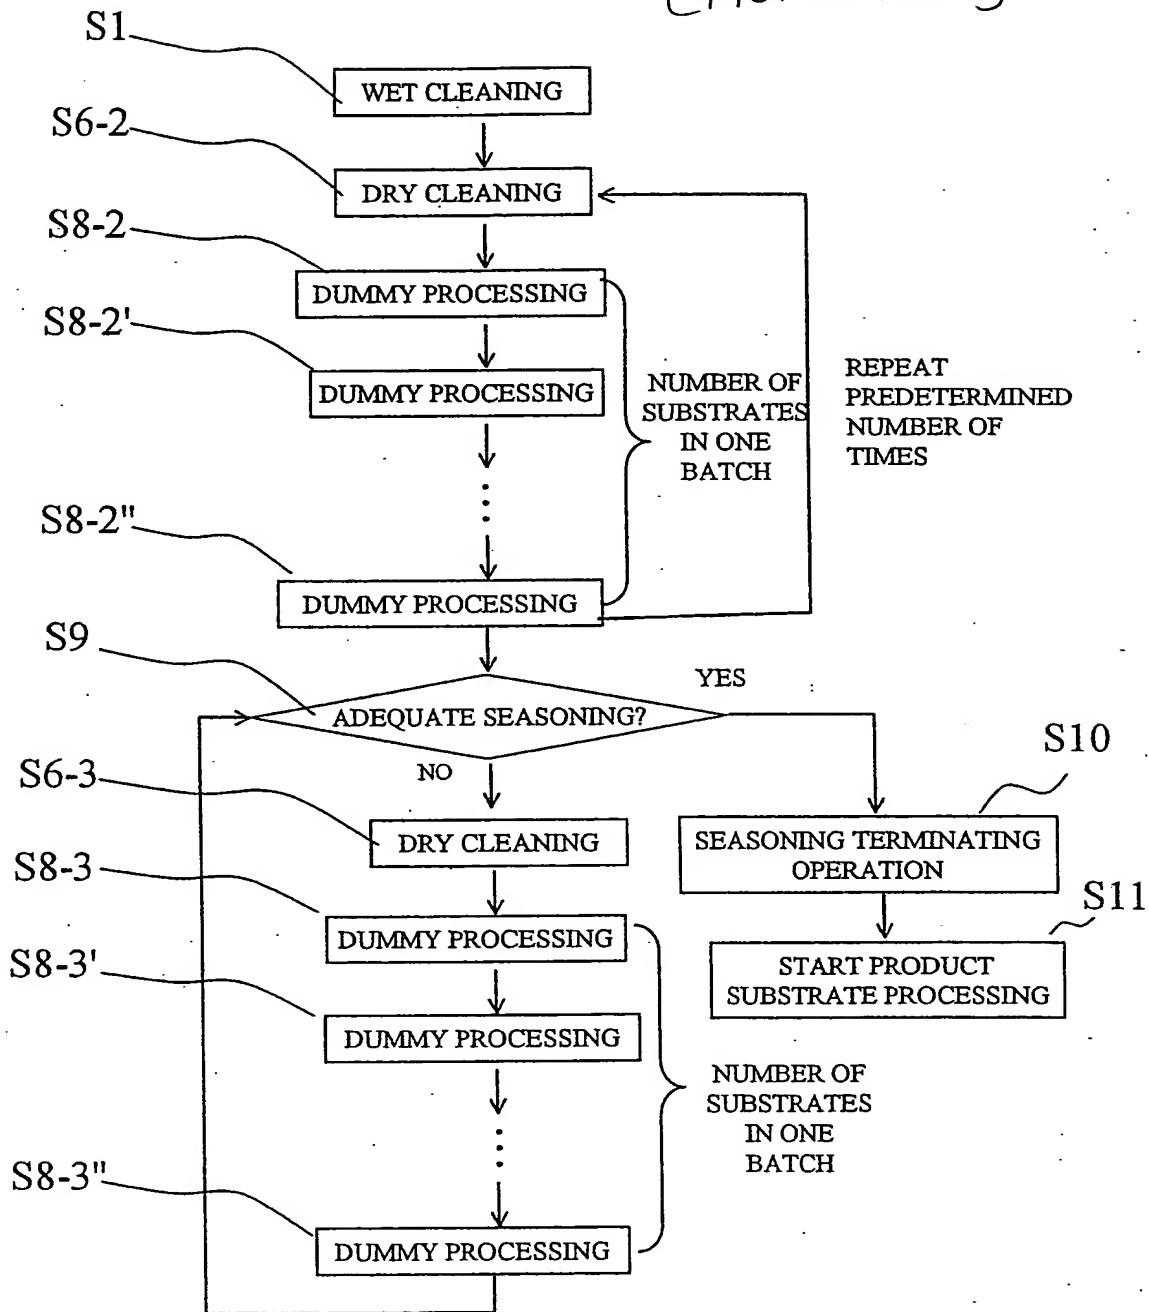 S1
WET CLEANING
S6-2
DRY CLEANING
S8-2
DUMMY PROCESSING
S8-2'
DUMMY PROCESSING
NUMBER OF
SUBSTRATES
IN ONE
BATCH
REPEAT
PREDETERMINED
NUMBER OF
TIMES
S8-2"
DUMMY PROCESSING
S9
ADEQUATE SEASONING?
YES
NO
S6-3
DRY CLEANING
S10
SEASONING TERMINATING
OPERATION
S8-3
DUMMY PROCESSING
S11
START PRODUCT
SUBSTRATE PROCESSING
S8-3'
DUMMY PROCESSING
NUMBER OF
SUBSTRATES
IN ONE
BATCH
S8-3"
DUMMY PROCESSING